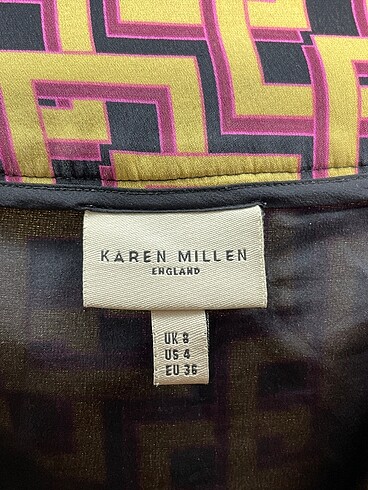 KAREN MILLEN
ENGLAND
UK 8
US 4
EU 36